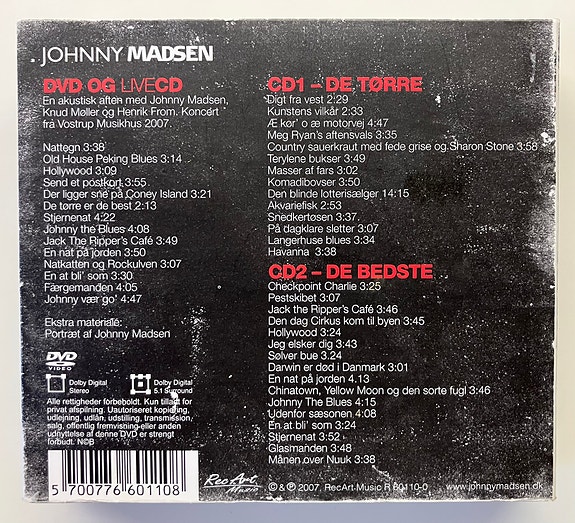 JOHNNY MADSEN
DVD OG LIVECD
En akustisk aften med Johnny Madsen,
Knud Møller og Henrik From. Koncert
fra Vostrup Musikhus 2007.
Nattegn 3:38
Old House Peking Blues 3:14
Hollywood 3:09
Send et postkort 3:55
Der ligger sne på Coney Island 3:21
De tørre er de best 2:13
Stjernenat 4:22
Johnny the Blues 4:08
Jack The Ripper's Café 3:49
En nat på jorden 3:50
Natkatten og Rockulven 3:07
En at bli' som 3:30
Færgemanden 4:05
Johnny vær go' 4:47
Ekstra materiale:
Portræt af Johnny Madsen
DVD
VIDEO
Dolby Digital
Stereo
Dolby Digital
5.1 Surround
Alle rettigheder forbeholdt. Kun tilladt for
privat afspilning. Uautoriseret kopiering,
udlejning, udlån, udstilling, transmission,
salg, offentlig fremvisning eller anden
udnyttelse af denne DVD er strengt
forbudt. NCB
5 700776 601108
CD1 – DE TØRRE
Digt fra vest 2:29
Kunstens vilkår 2:33
Æ kør' o æ motorvej 4:47
Meg Ryan's aftensvals 3:35
Country sauerkraut med fede grise og Sharon Stone 3:58
Terylene bukser 3:49
Masser af fars 3:02
Komadibovser 3:50
Den blinde lotterisælger 14:15
Akvariefisk 2:53
Snedkertøsen 3:37
På dagklare sletter 3:07
Langerhuse blues 3:34
Havanna 3:38
CD2 – DE BEDSTE
Checkpoint Charlie 3:25
Pestskibet 3:07
Jack the Ripper's Café 3:46
Den dag Cirkus kom til byen 3:45
Hollywood 3:24
Jeg elsker dig 3:43
Sølver bue 3.24
Darwin er død i Danmark 3:01
En nat på jorden 4.13
Chinatown, Yellow Moon og den sorte fugl 3:46
Johnny The Blues 4:15
Udenfor sæsonen 4:08
En at bli' som 3:24
Stjernenat 3:52
Glasmanden 3:48
Månen over Nuuk 3:38
RecArt
Music
© & ℗ 2007, RecArt-Music R 60110-0
www.johnnymadsen.dk